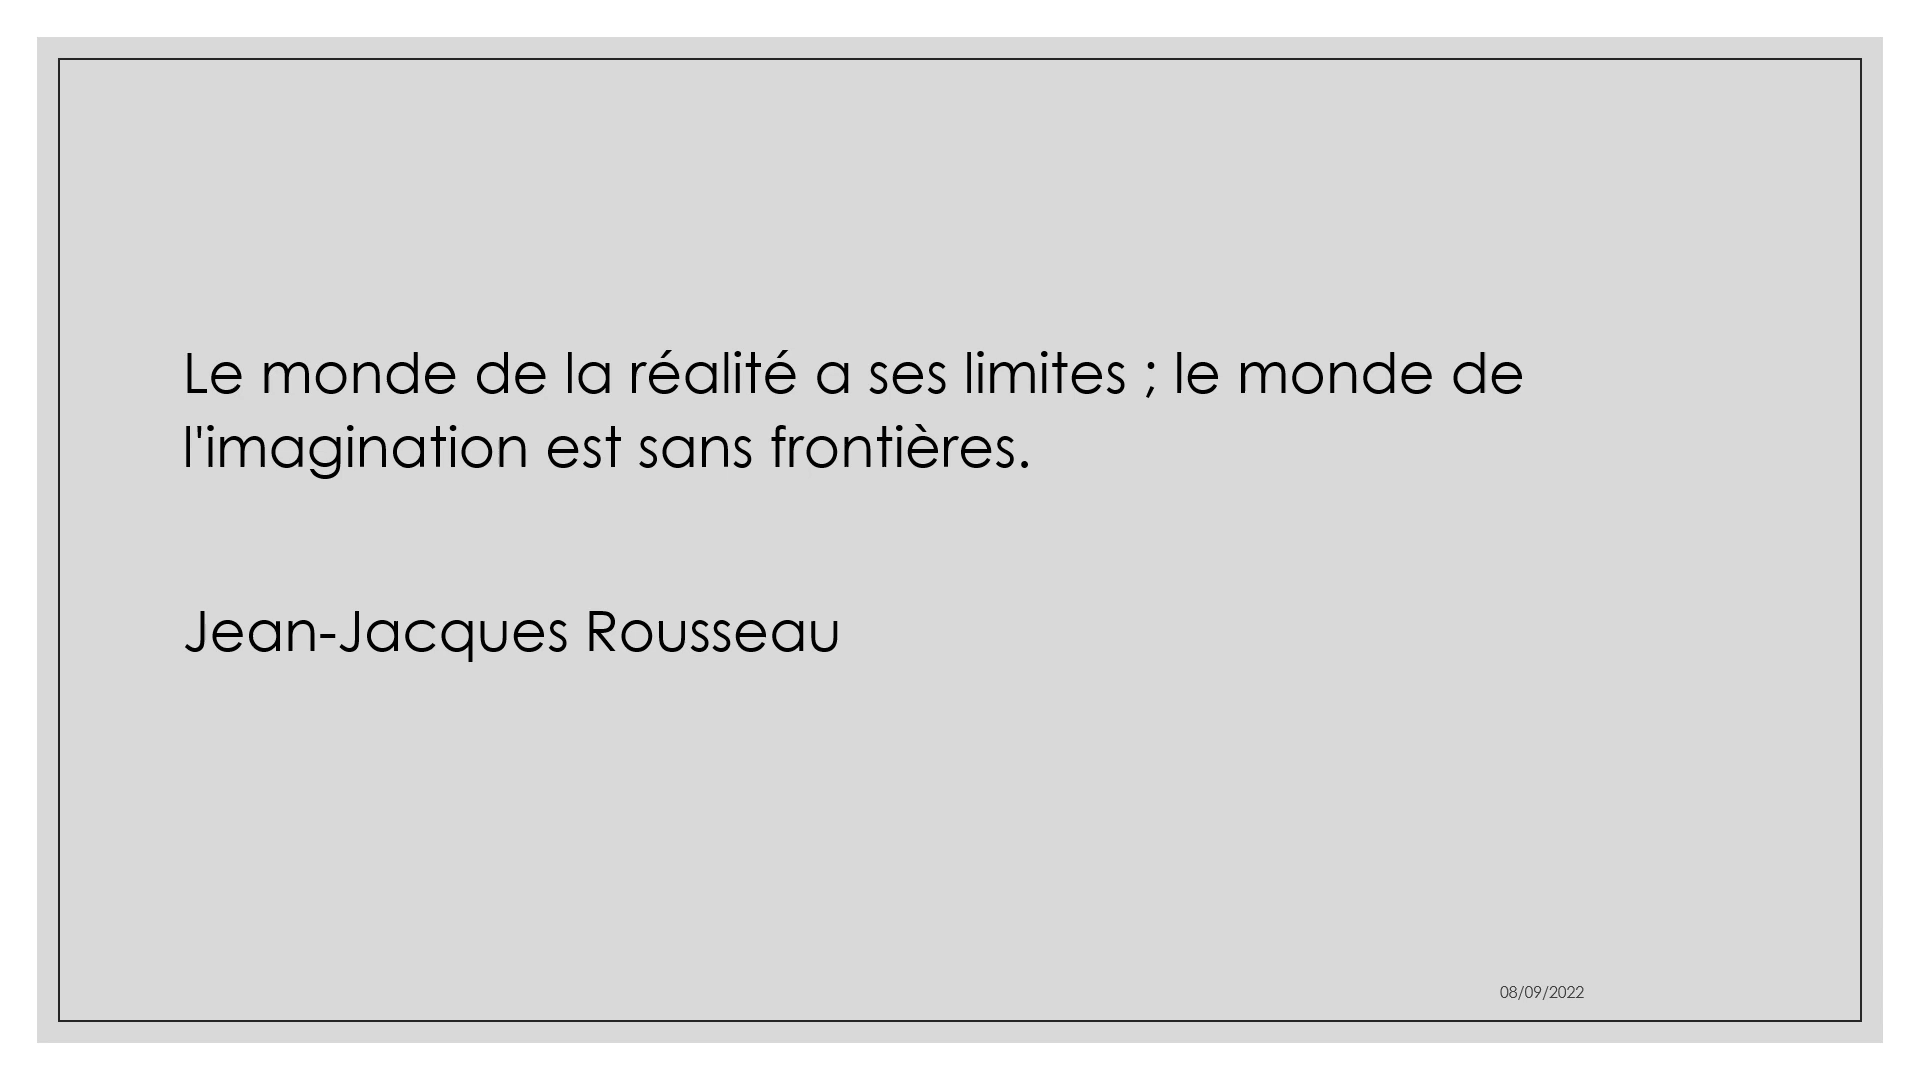 Le monde de la réalité a ses limites ; le monde de
l'imagination est sans frontières.
Jean-Jacques Rousseau
08/09/2022